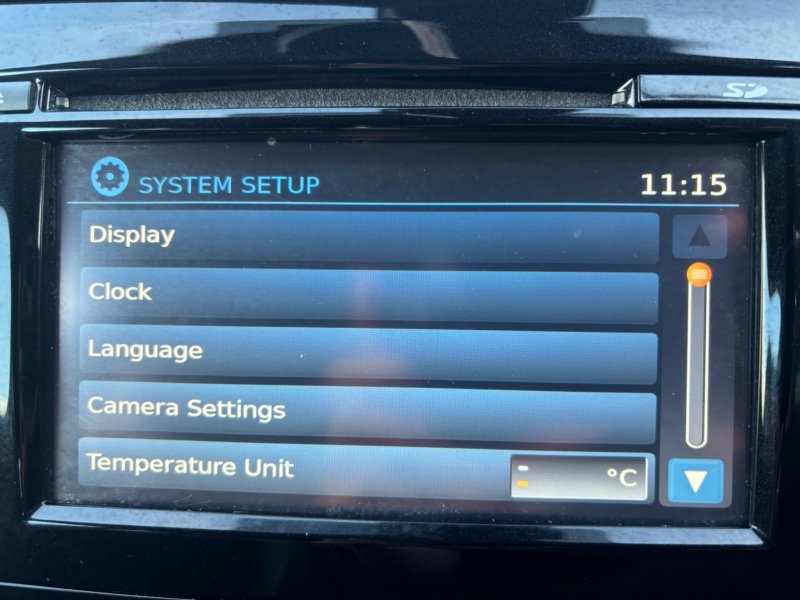 SD
SYSTEM SETUP
11:15
Display
Clock
Language
Camera Settings
Temperature Unit
°C